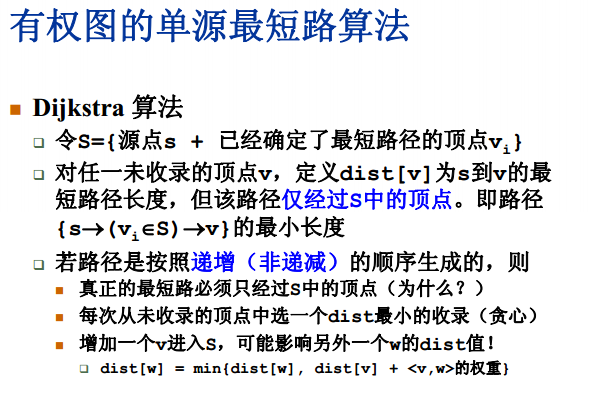 有权图的单源最短路算法
Dijkstra 算法
令S={源点s + 已经确定了最短路径的顶点vi}
对任一未收录的顶点v，定义dist[v]为s到v的最
短路径长度，但该路径仅经过S中的顶点。即路径
{s→(vi∈S)→v}的最小长度
若路径是按照递增（非递减）的顺序生成的，则
真正的最短路必须只经过S中的顶点（为什么？）
每次从未收录的顶点中选一个dist最小的收录（贪心）
增加一个v进入S，可能影响另外一个w的dist值！
dist[w] = min{dist[w], dist[v] + <v,w>的权重}